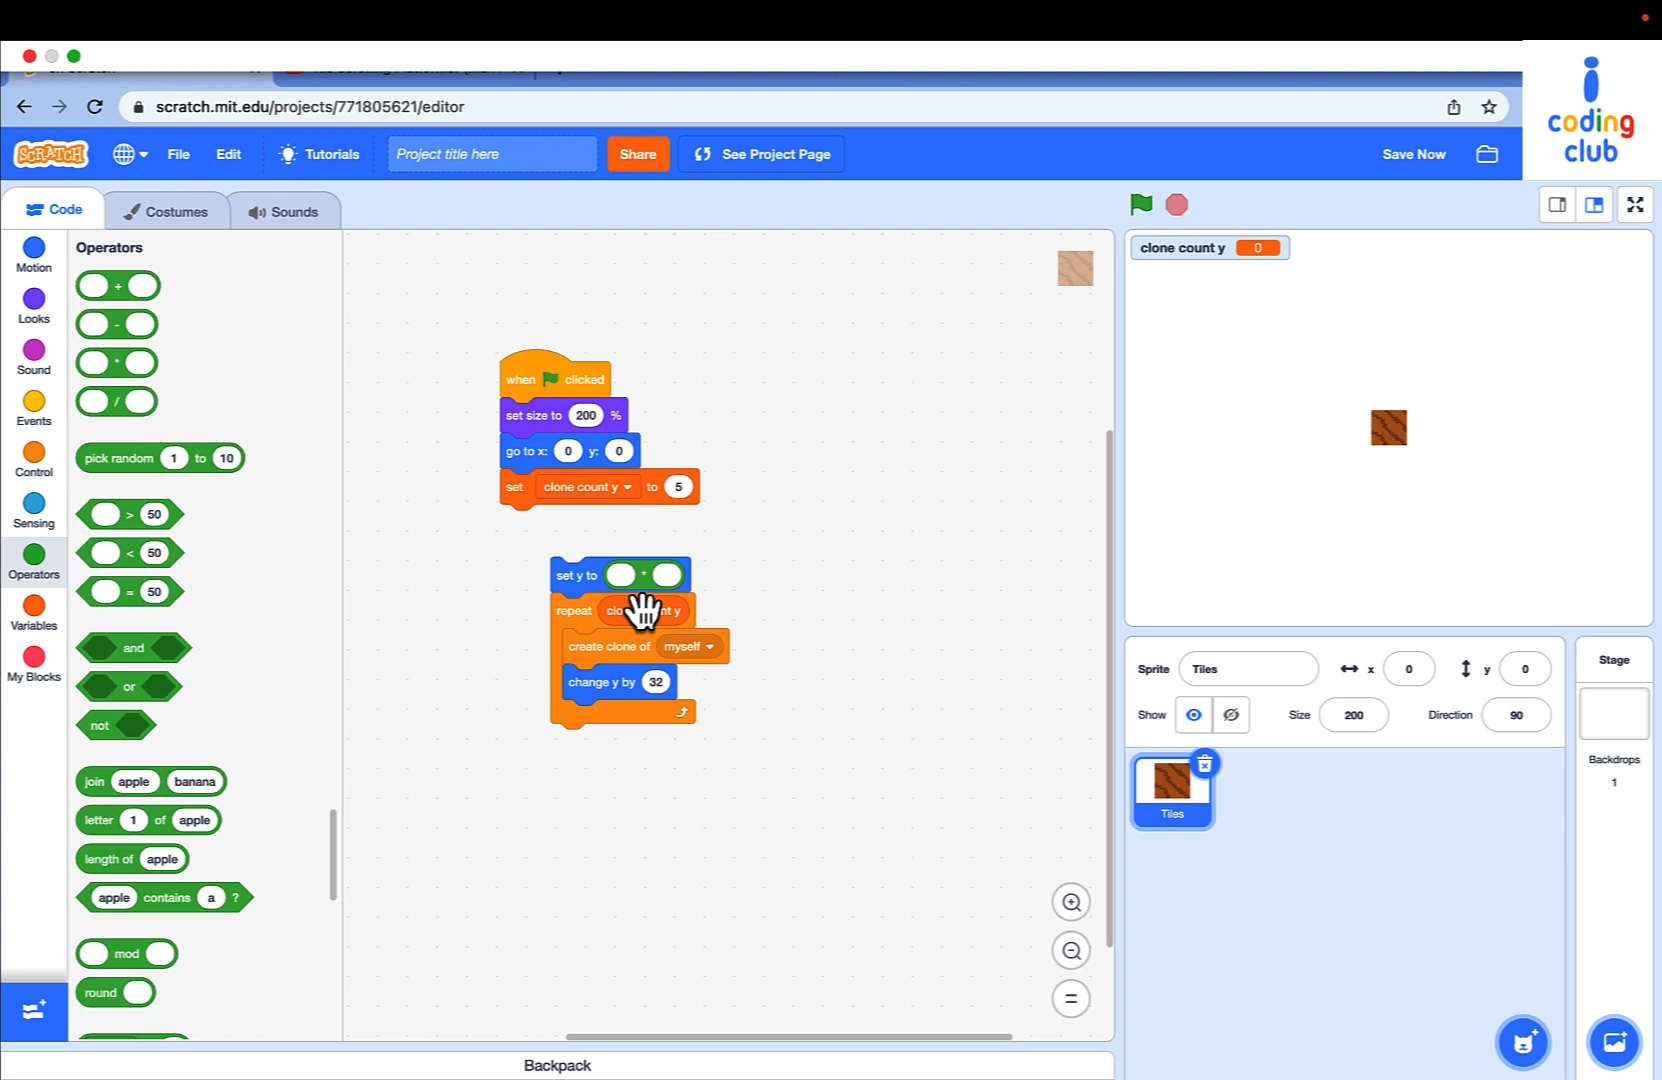 scratch.mit.edu/projects/771805621/editor
coding
club
SCRATCH
File
Edit
Tutorials
Project title here
Share
See Project Page
Save Now
Code
Costumes
Sounds
Motion
Looks
Sound
Events
Control
Sensing
Operators
Variables
My Blocks
Operators
+
-
*
/
pick random 1 to 10
> 50
< 50
= 50
and
or
not
join apple banana
letter 1 of apple
length of apple
apple contains a ?
mod
round
when clicked
set size to 200 %
go to x: 0 y: 0
set clone count y to 5
set y to *
repeat clo nt y
create clone of myself
change y by 32
clone count y 0
Sprite Tiles x 0 y 0
Show Size 200 Direction 90
Tiles
Stage
Backdrops
1
Backpack